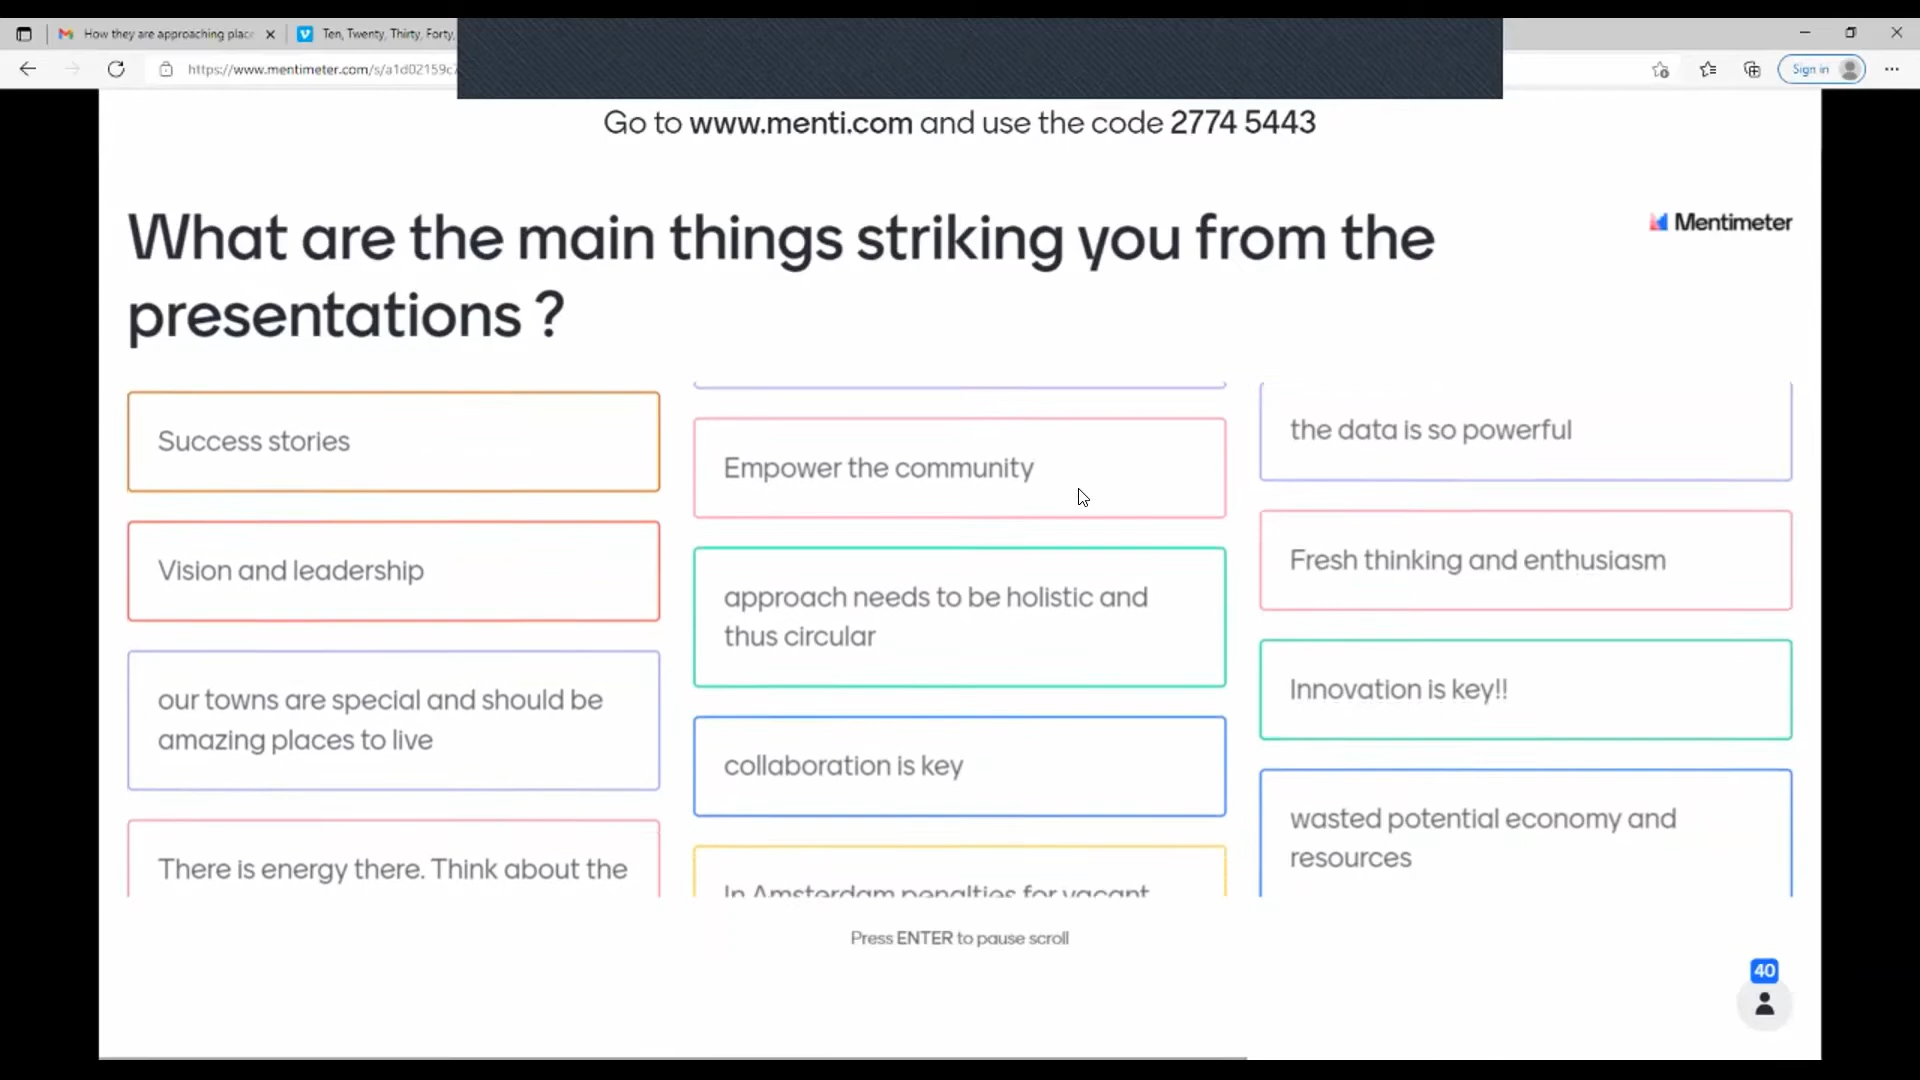 How they are approaching plac
Ten, Twenty, Thirty, Forty,
https://www.mentimeter.com/s/a1d02159c7
Sign in
Go to www.menti.com and use the code 2774 5443
What are the main things striking you from the
presentations ?
Mentimeter
Success stories
Vision and leadership
our towns are special and should be
amazing places to live
There is energy there. Think about the
Empower the community
approach needs to be holistic and
thus circular
collaboration is key
In Amsterdam penalties for vacant
the data is so powerful
Fresh thinking and enthusiasm
Innovation is key!!
wasted potential economy and
resources
Press ENTER to pause scroll
40